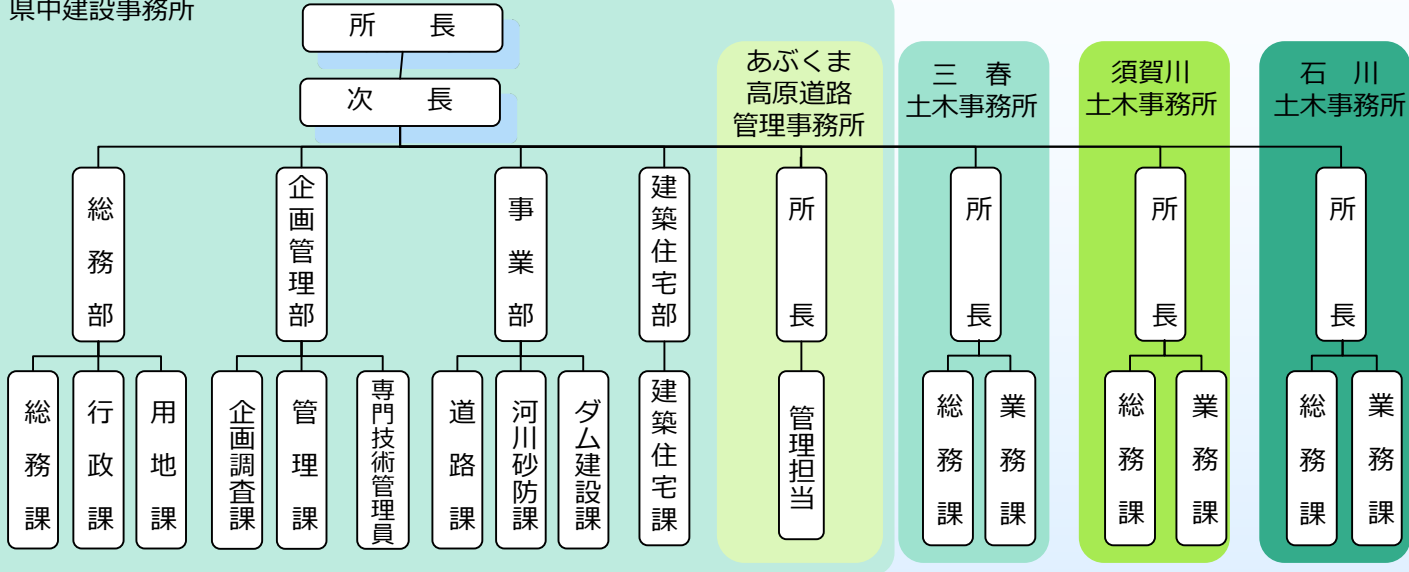 県中建設事務所
所　長
次　長
あぶくま
高原道路
管理事務所
三　春
土木事務所
須賀川
土木事務所
石　川
土木事務所
総務部
企画管理部
事業部
建築住宅部
所長
所長
所長
所長
総務課
行政課
用地課
企画調査課
管理課
専門技術管理員
道路課
河川砂防課
ダム建設課
建築住宅課
管理担当
総務課
業務課
総務課
業務課
総務課
業務課